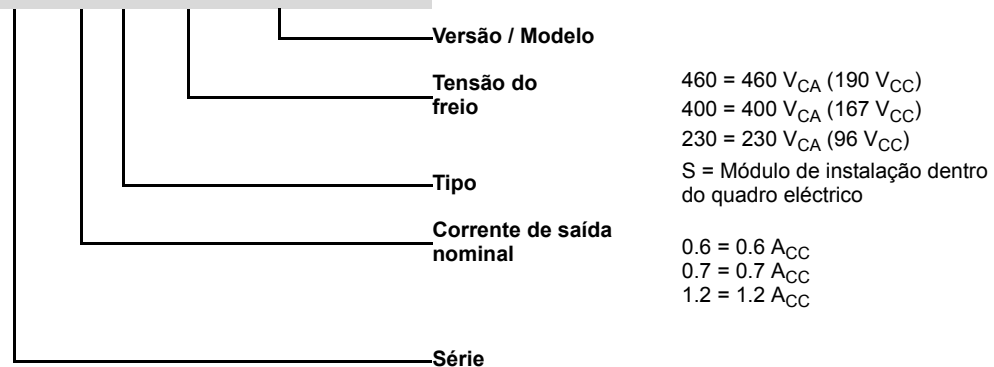 Versão / Modelo
Tensão do
freio
460 = 460 VCA (190 VCC)
400 = 400 VCA (167 VCC)
230 = 230 VCA (96 VCC)
Tipo
S = Módulo de instalação dentro
do quadro eléctrico
Corrente de saída
nominal
0.6 = 0.6 ACC
0.7 = 0.7 ACC
1.2 = 1.2 ACC
Série